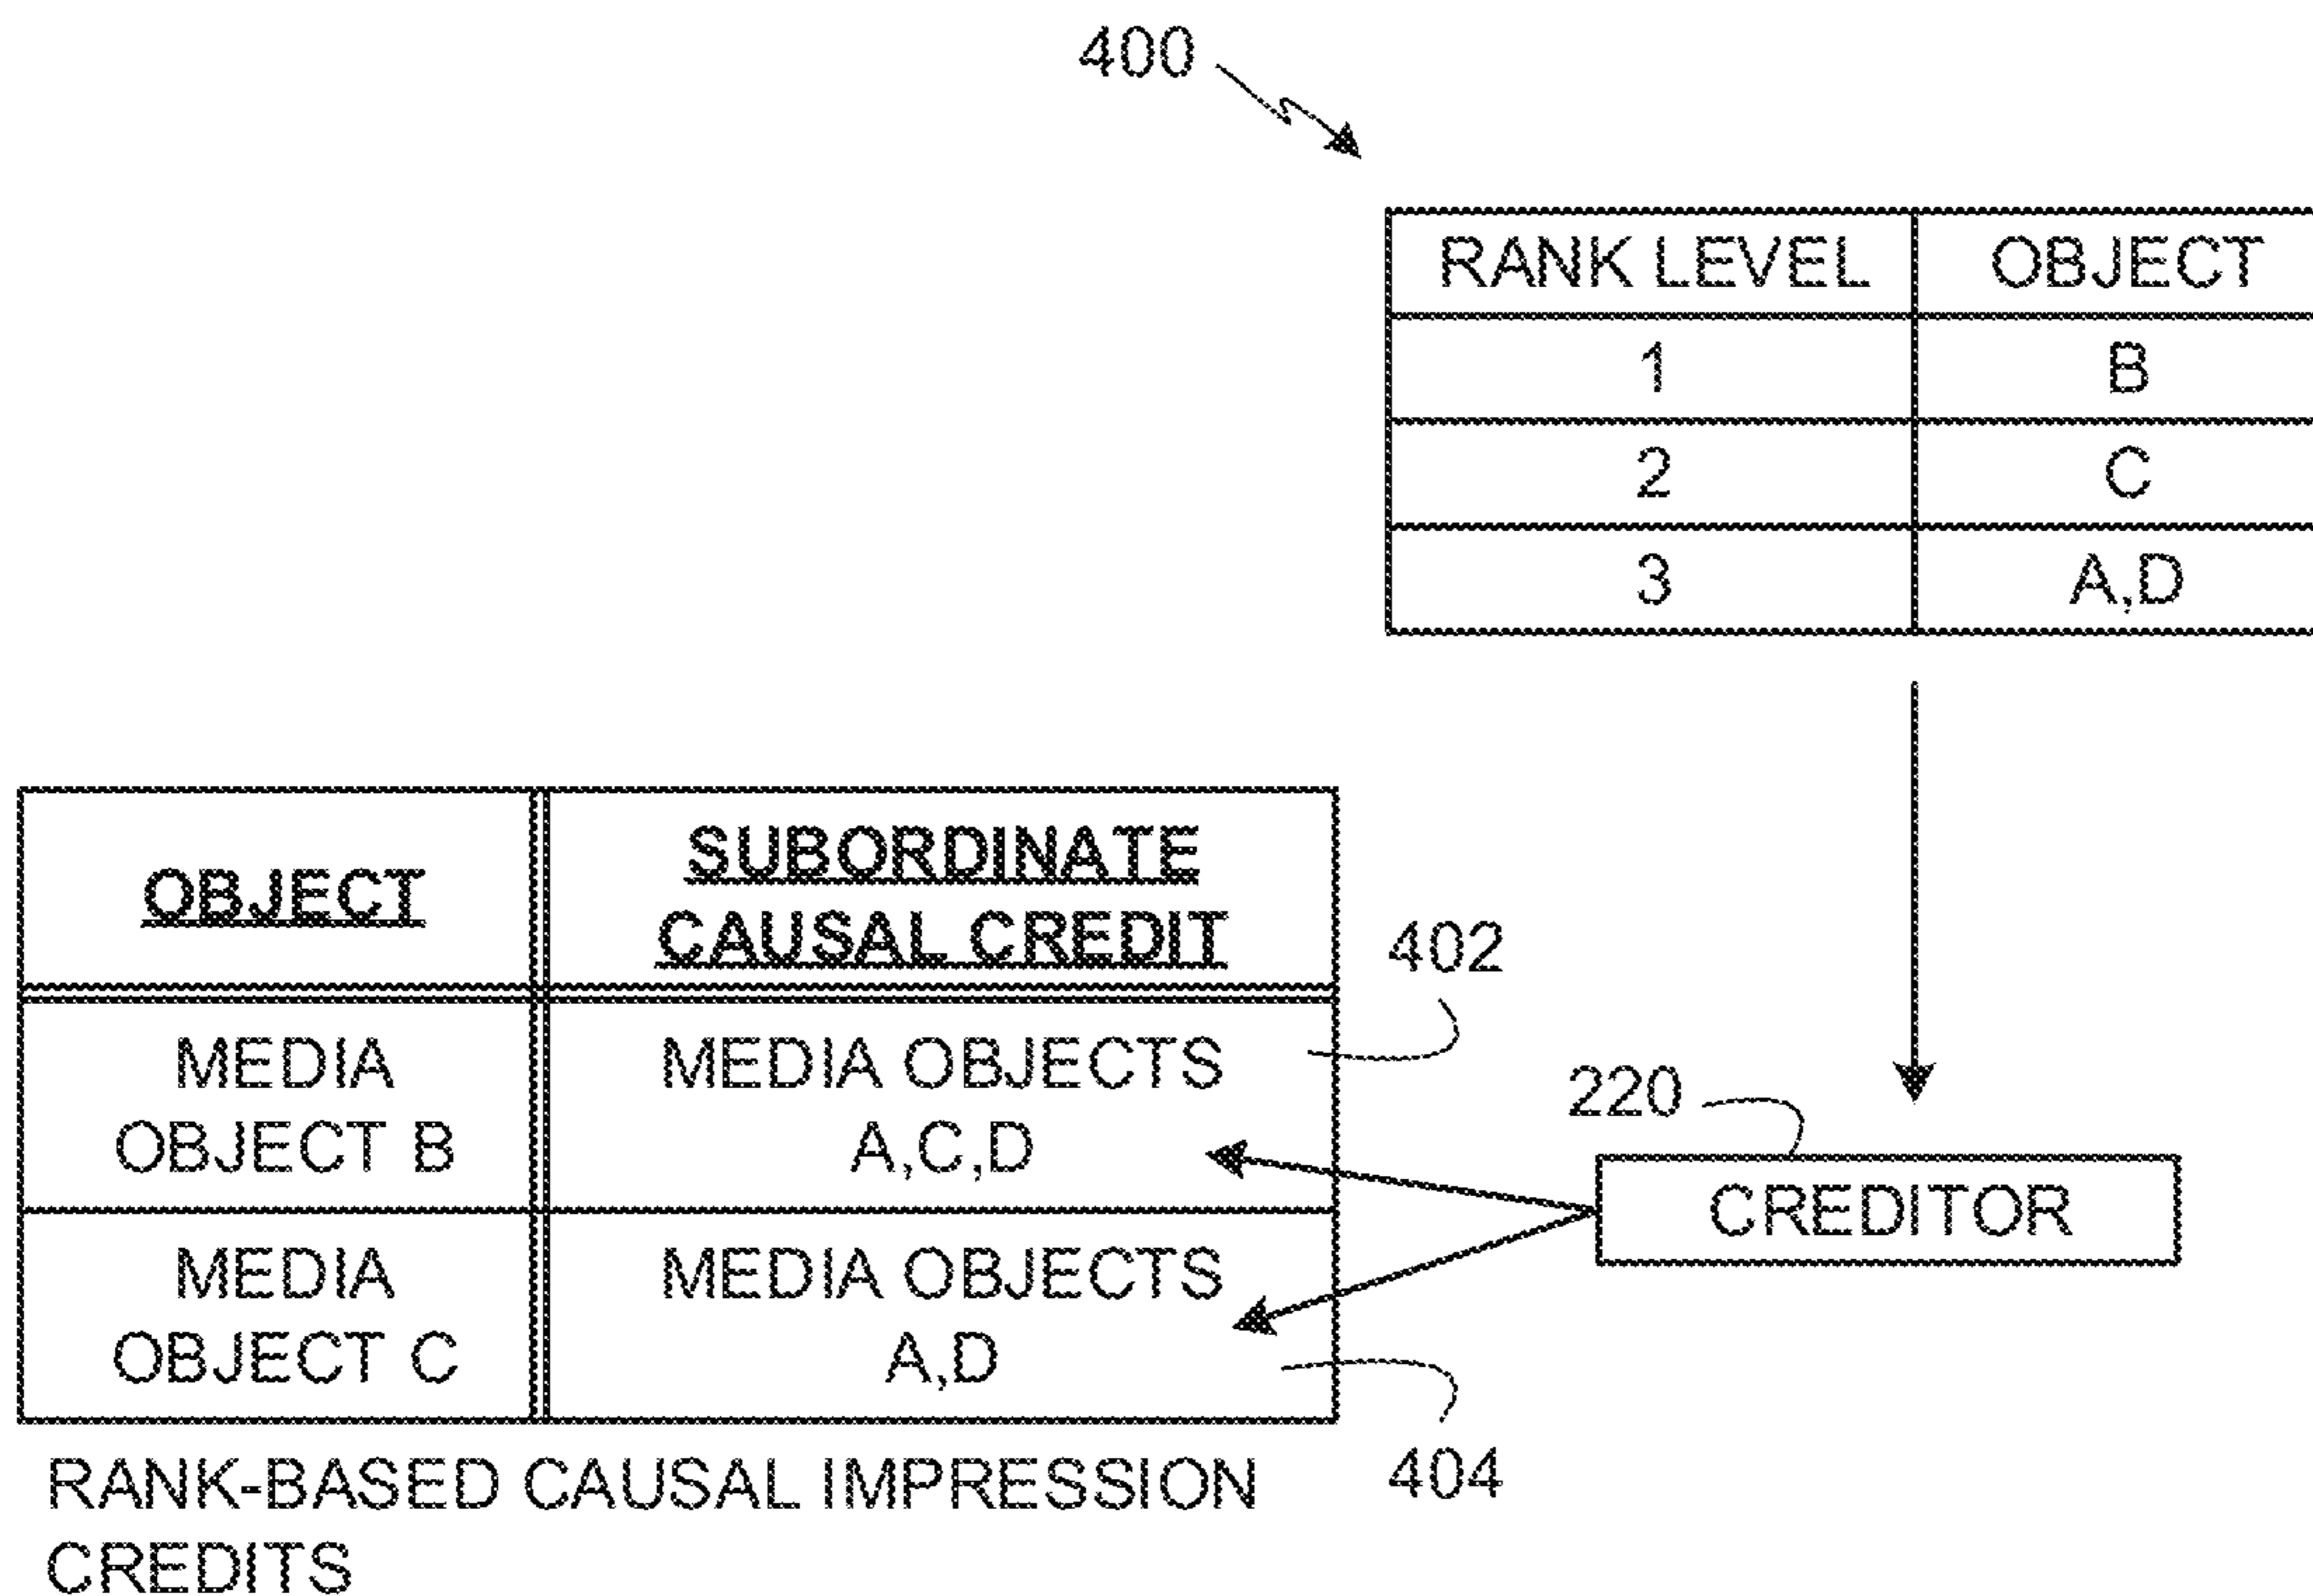 400
RANK LEVEL OBJECT
1 B
2 C
3 A,D
OBJECT
SUBORDINATE
CAUSAL CREDIT
402
MEDIA
OBJECT B
MEDIA OBJECTS
A,C,D
220
CREDITOR
MEDIA
OBJECT C
MEDIA OBJECTS
A,D
404
RANK-BASED CAUSAL IMPRESSION
CREDITS